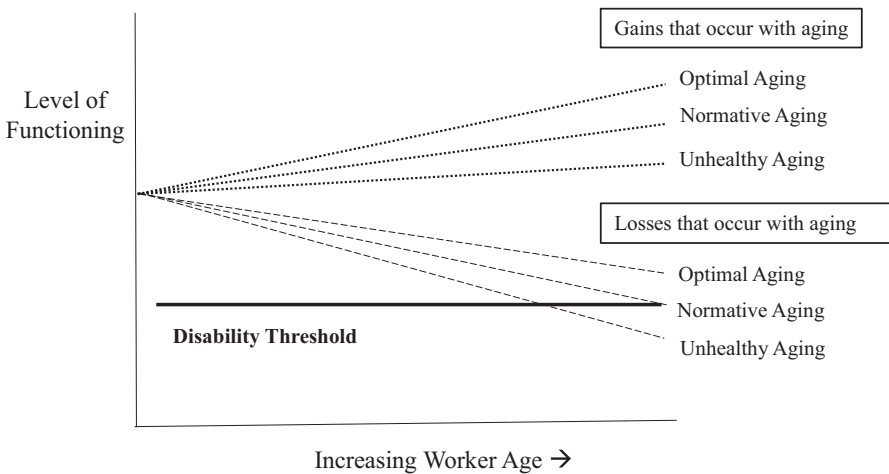 Gains that occur with aging
Optimal Aging
Level of
Functioning
Normative Aging
Unhealthy Aging
Losses that occur with aging
Optimal Aging
Normative Aging
Disability Threshold
Unhealthy Aging
Increasing Worker Age →